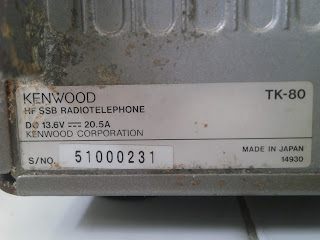 KENWOOD TK-80
HF SSB RADIOTELEPHONE
DC 13.6V ⎓ 20.5A
KENWOOD CORPORATION
S/NO. 51000231
MADE IN JAPAN
14930